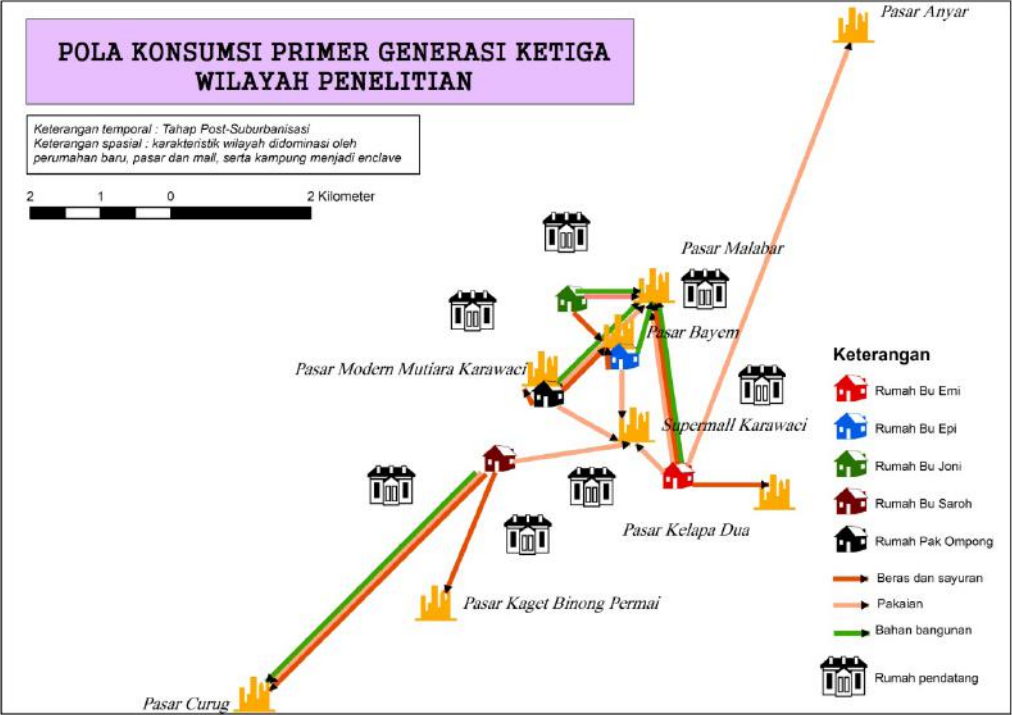 Pasar Anyar
POLA KONSUMSI PRIMER GENERASI KETIGA
WILAYAH PENELITIAN
Keterangan temporal : Tahap Post-Suburbanisasi
Keterangan spasial : karakteristik wilayah didominasi oleh
perumahan baru, pasar dan mall, serta kampung menjadi enclave
2 1 0 2 Kilometer
Pasar Malabar
Pasar Bayem
Pasar Modern Mutiara Karawaci
Supermall Karawaci
Pasar Kelapa Dua
Pasar Kaget Binong Permai
Pasar Curug
Keterangan
Rumah Bu Emi
Rumah Bu Epi
Rumah Bu Joni
Rumah Bu Saroh
Rumah Pak Ompong
Beras dan sayuran
Pakaian
Bahan bangunan
Rumah pendatang